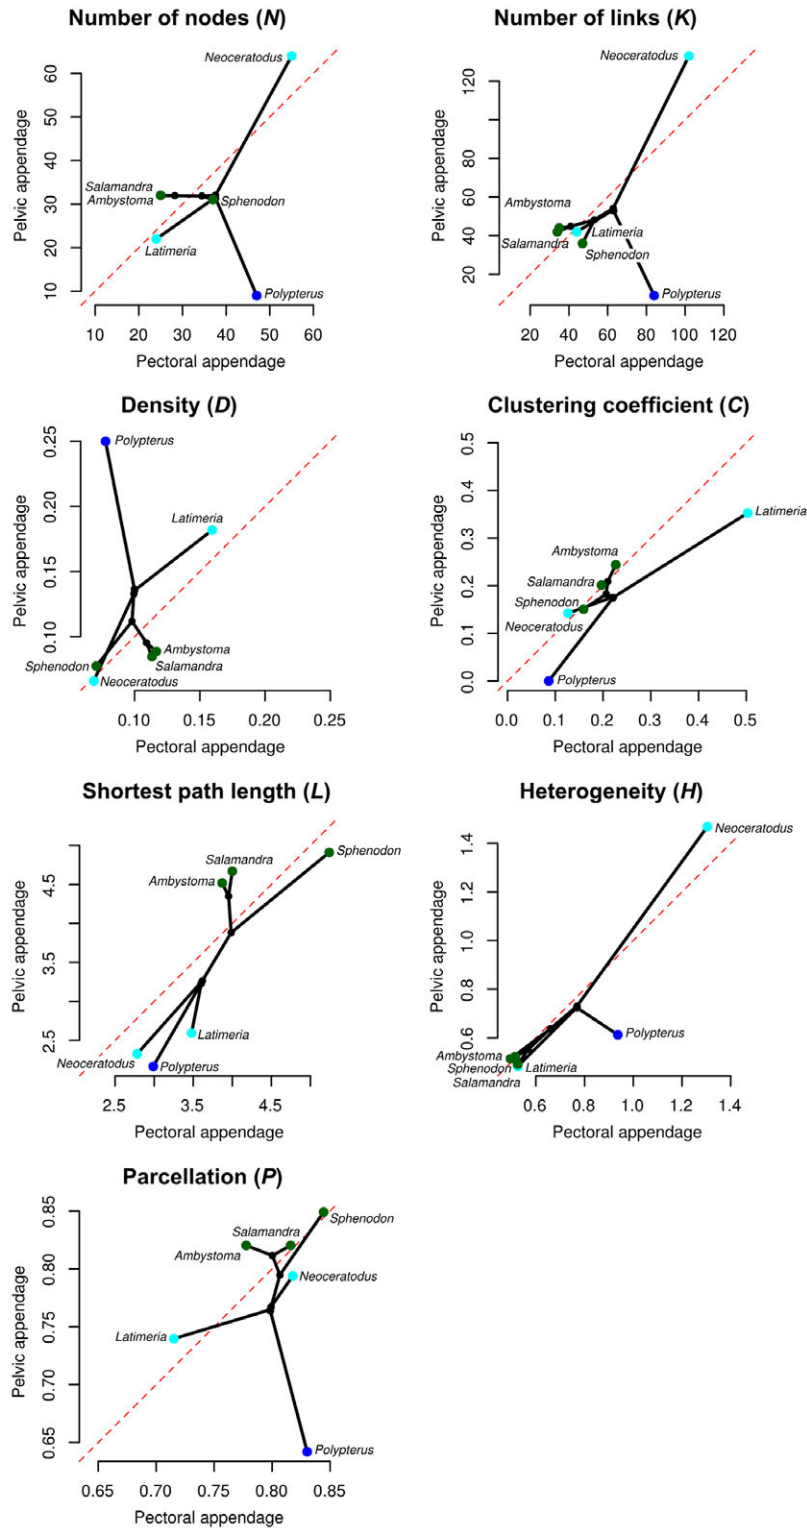 Number of nodes (N)
Pelvic appendage
60
50
40
30
20
10
Neoceratodus
Salamandra
Ambystoma
Sphenodon
Latimeria
Polypterus
10 20 30 40 50 60
Pectoral appendage
Number of links (K)
Pelvic appendage
120
80
60
40
20
Neoceratodus
Ambystoma
Latimeria
Salamandra
Sphenodon
Polypterus
20 40 60 80 100 120
Pectoral appendage
Density (D)
Pelvic appendage
0.25
0.20
0.15
0.10
Polypterus
Latimeria
Ambystoma
Sphenodon
Salamandra
Neoceratodus
0.10 0.15 0.20 0.25
Pectoral appendage
Clustering coefficient (C)
Pelvic appendage
0.5
0.4
0.3
0.2
0.1
0.0
Latimeria
Ambystoma
Salamandra
Sphenodon
Neoceratodus
Polypterus
0.0 0.1 0.2 0.3 0.4 0.5
Pectoral appendage
Shortest path length (L)
Pelvic appendage
4.5
3.5
2.5
Salamandra
Sphenodon
Ambystoma
Latimeria
Neoceratodus
Polypterus
2.5 3.5 4.5
Pectoral appendage
Heterogeneity (H)
Pelvic appendage
1.4
1.2
1.0
0.8
0.6
Neoceratodus
Polypterus
Ambystoma
Sphenodon
Latimeria
Salamandra
0.6 0.8 1.0 1.2 1.4
Pectoral appendage
Parcellation (P)
Pelvic appendage
0.85
0.80
0.75
0.70
0.65
Sphenodon
Salamandra
Ambystoma
Neoceratodus
Latimeria
Polypterus
0.65 0.70 0.75 0.80 0.85
Pectoral appendage